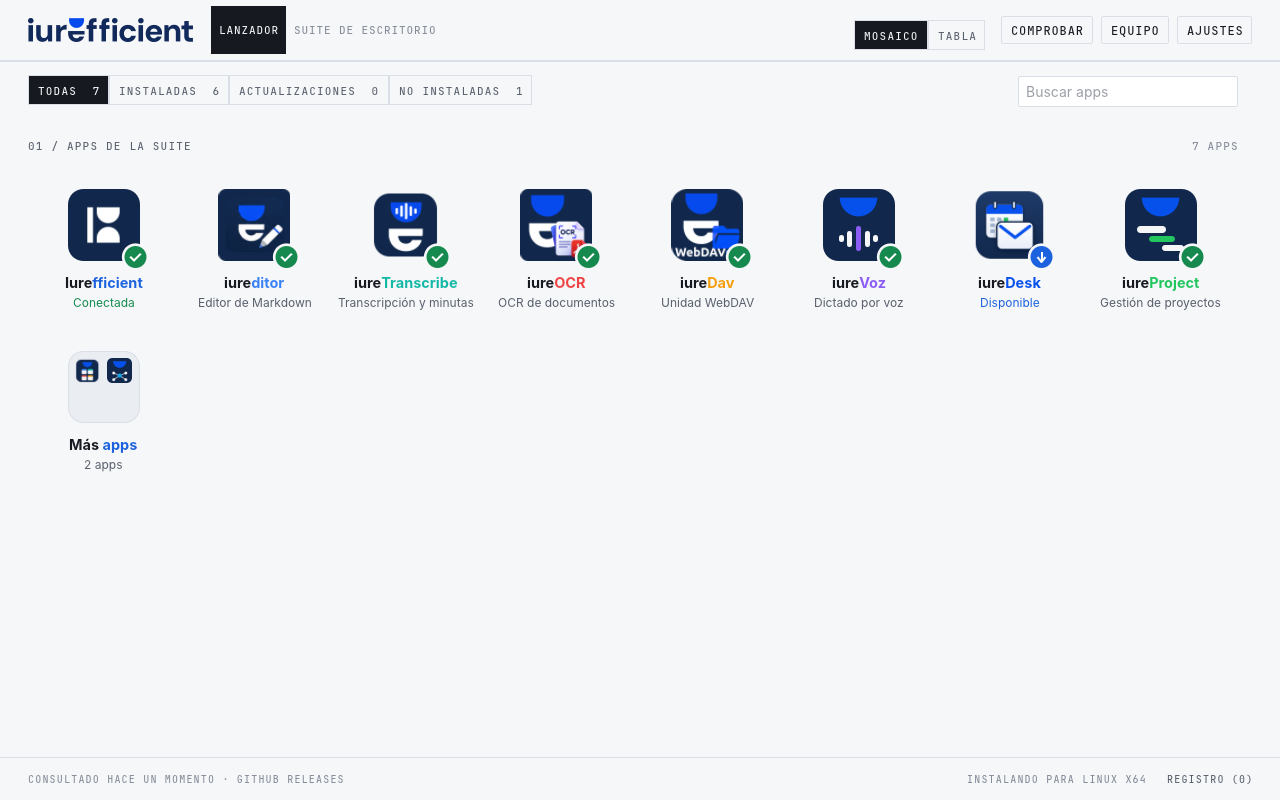 iurefficient
LANZADOR SUITE DE ESCRITORIO
MOSAICO TABLA COMPROBAR EQUIPO AJUSTES
TODAS 7 INSTALADAS 6 ACTUALIZACIONES 0 NO INSTALADAS 1
Buscar apps
01 / APPS DE LA SUITE 7 APPS
OCR
WebDAV
Iurefficient iureditor iureTranscribe iureOCR iureDav iureVoz iureDesk iureProject
Conectada Editor de Markdown Transcripción y minutas OCR de documentos Unidad WebDAV Dictado por voz Disponible Gestión de proyectos
Más apps
2 apps
CONSULTADO HACE UN MOMENTO · GITHUB RELEASES INSTALANDO PARA LINUX X64 REGISTRO (0)